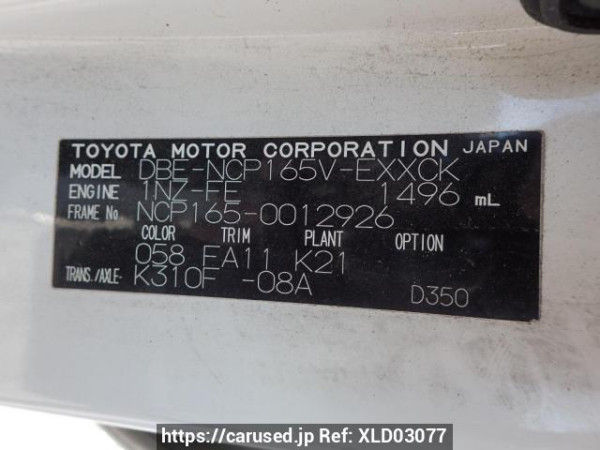 TOYOTA MOTOR CORPORATION JAPAN
MODEL DBE-NCP165V-EXXCK
ENGINE 1NZ-FE 1496 mL
FRAME No NCP165-0012926
COLOR TRIM PLANT OPTION
058 FA11 K21
TRANS./AXLE- K310F -08A
D350
https://carused.jp Ref: XLD03077